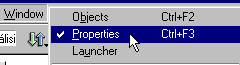 Window
Objects Ctrl+F2
Properties Ctrl+F3
Launcher